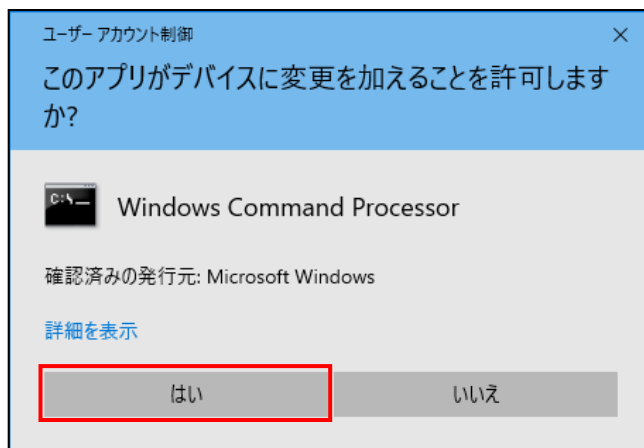 ユーザー アカウント制御
このアプリがデバイスに変更を加えることを許可します
か?
C:\_
Windows Command Processor
確認済みの発行元: Microsoft Windows
詳細を表示
はい
いいえ